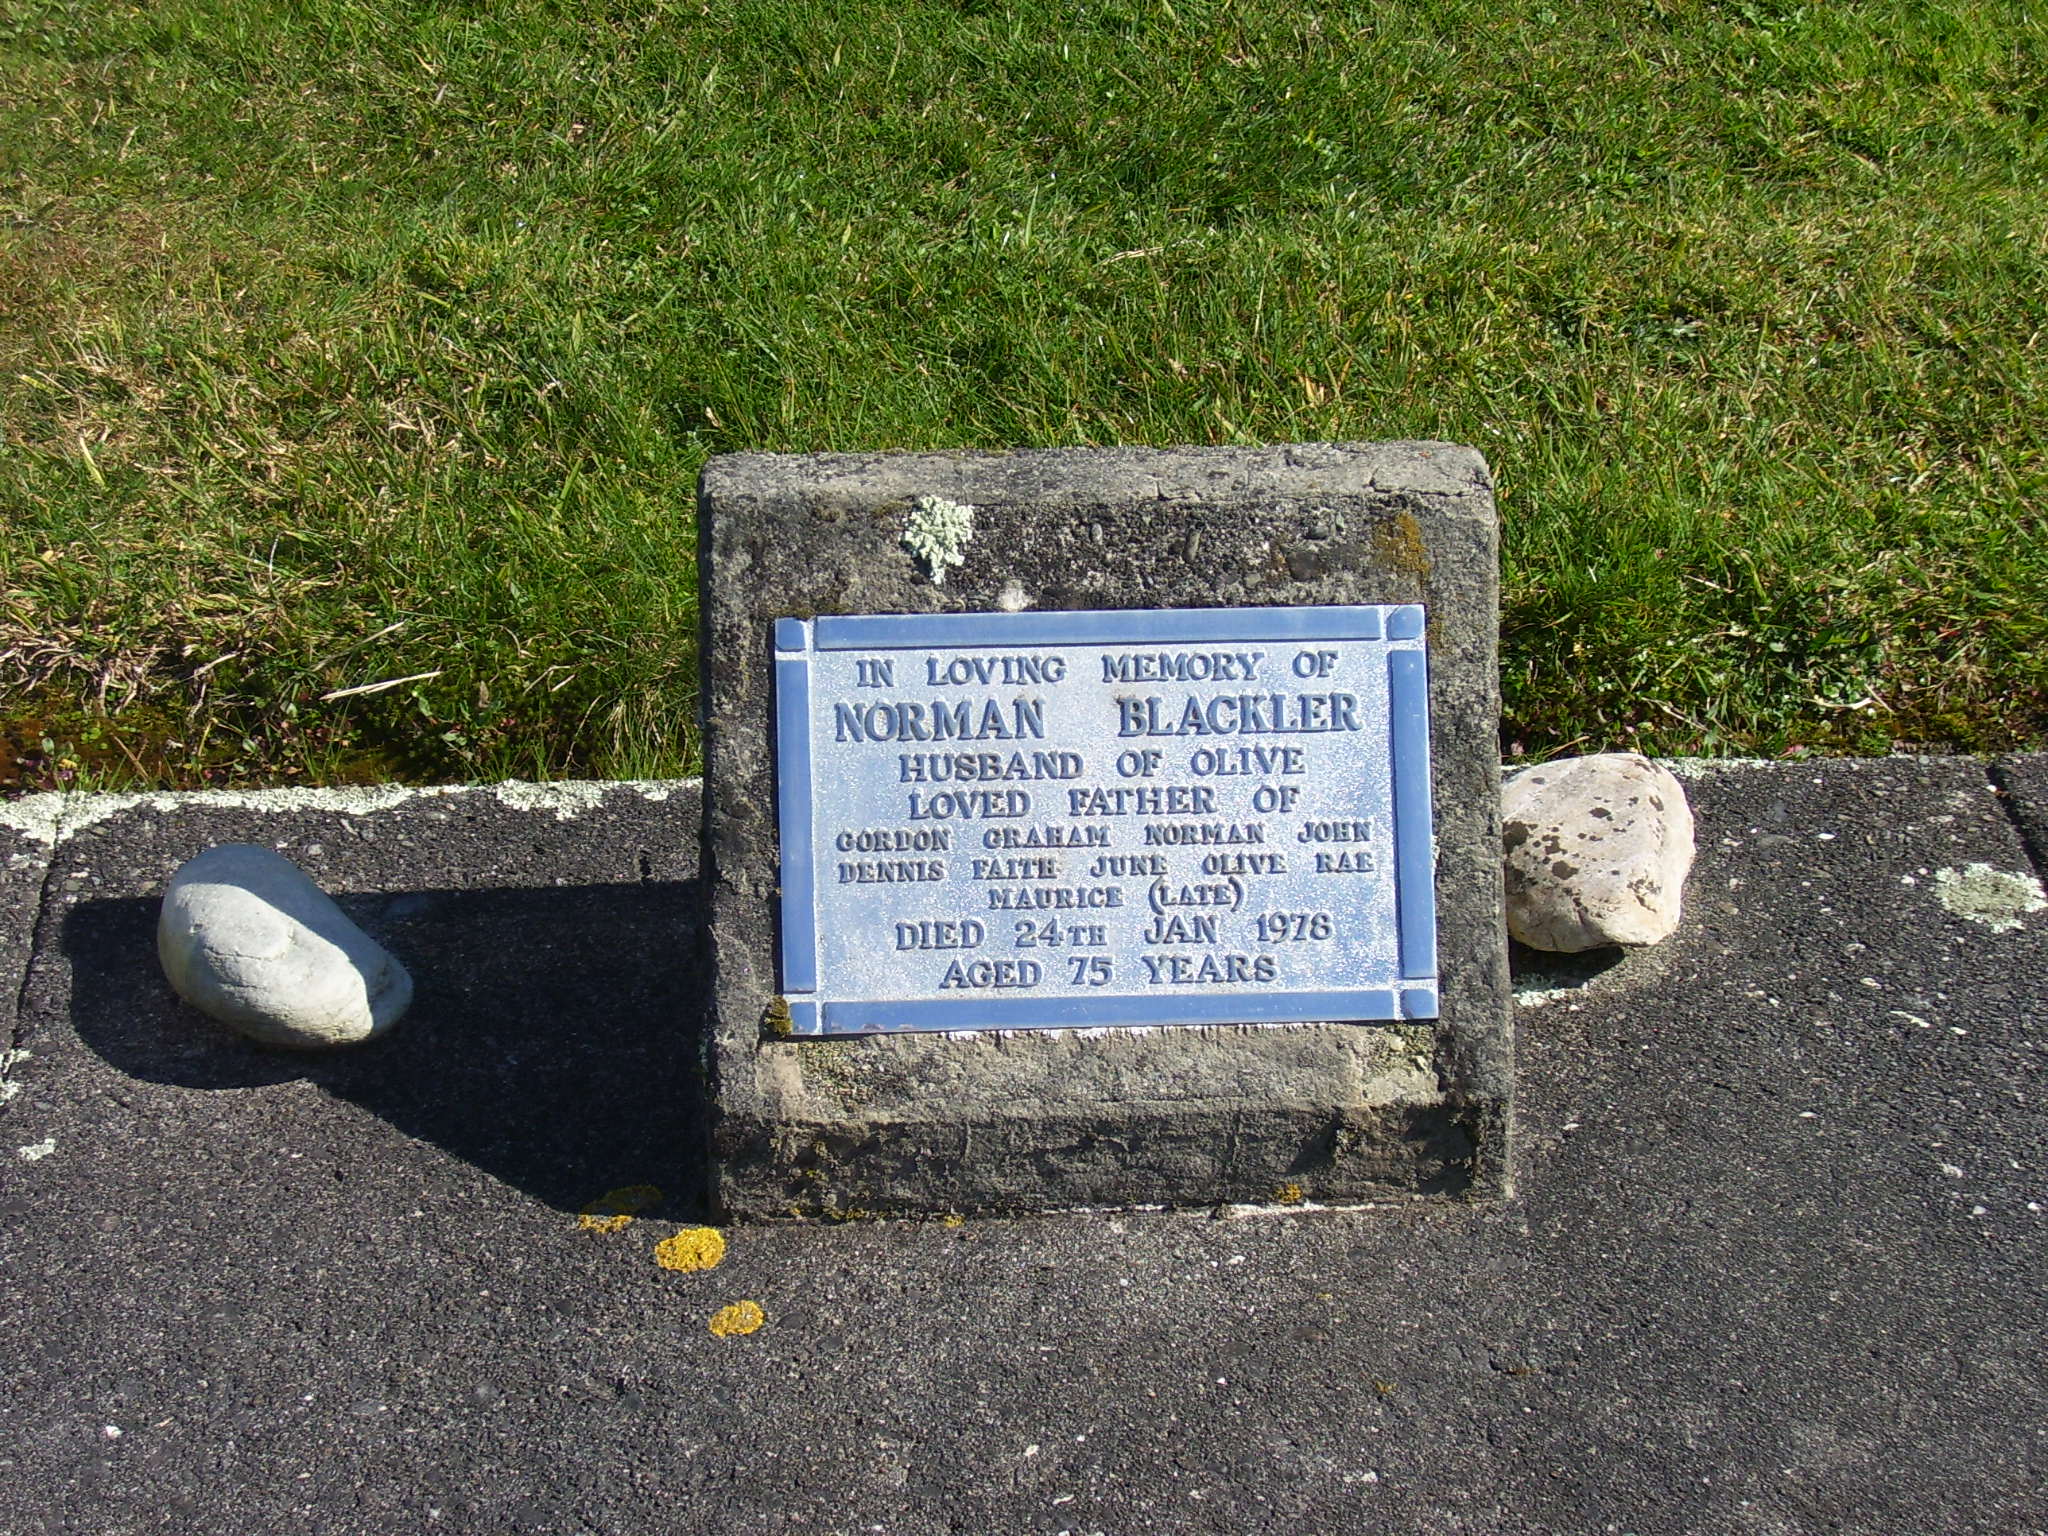 IN LOVING MEMORY OF
NORMAN BLACKLER
HUSBAND OF OLIVE
LOVED FATHER OF
GORDON GRAHAM NORMAN JOHN
DENNIS FAITH JUNE OLIVE RAE
MAURICE (LATE)
DIED 24TH JAN 1978
AGED 75 YEARS